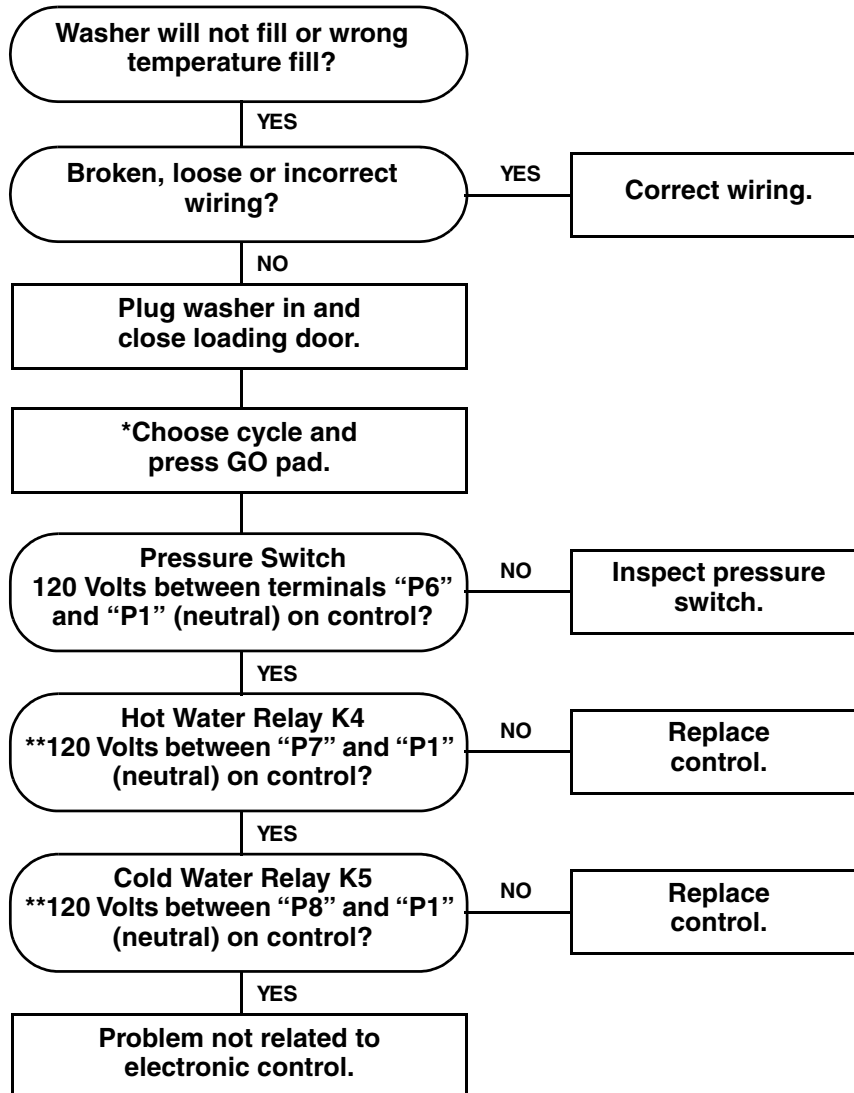 Washer will not fill or wrong
temperature fill?
YES
Broken, loose or incorrect
wiring?
YES
Correct wiring.
NO
Plug washer in and
close loading door.
*Choose cycle and
press GO pad.
Pressure Switch
120 Volts between terminals “P6”
and “P1” (neutral) on control?
NO
Inspect pressure
switch.
YES
Hot Water Relay K4
**120 Volts between “P7” and “P1”
(neutral) on control?
NO
Replace
control.
YES
Cold Water Relay K5
**120 Volts between “P8” and “P1”
(neutral) on control?
NO
Replace
control.
YES
Problem not related to
electronic control.